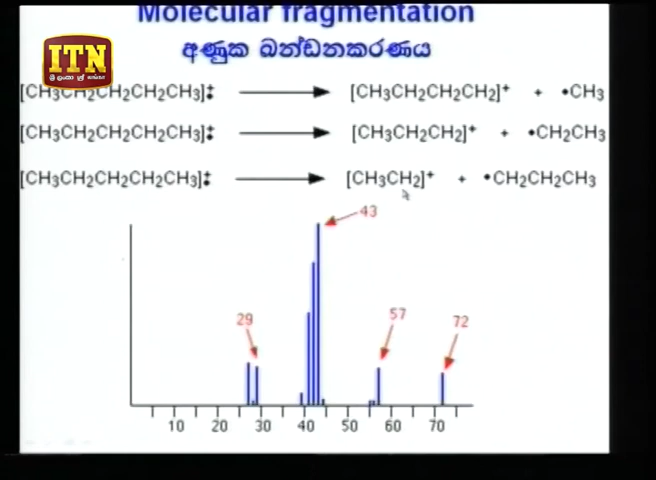 Molecular fragmentation
අණුක ඛන්ඩනකරණය
ITN
[CH3CH2CH2CH2CH3]‡ → [CH3CH2CH2CH2]+ + •CH3
[CH3CH2CH2CH2CH3]‡ → [CH3CH2CH2]+ + •CH2CH3
[CH3CH2CH2CH2CH3]‡ → [CH3CH2]+ + •CH2CH2CH3
43
29
57
72
10 20 30 40 50 60 70